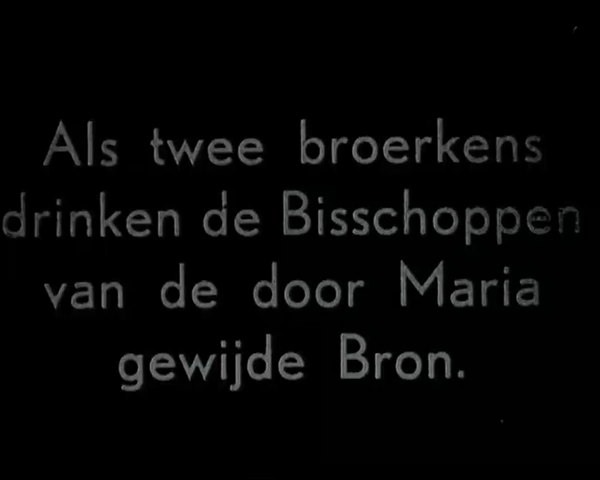 Als twee broerkens
drinken de Bisschoppen
van de door Maria
gewijde Bron.